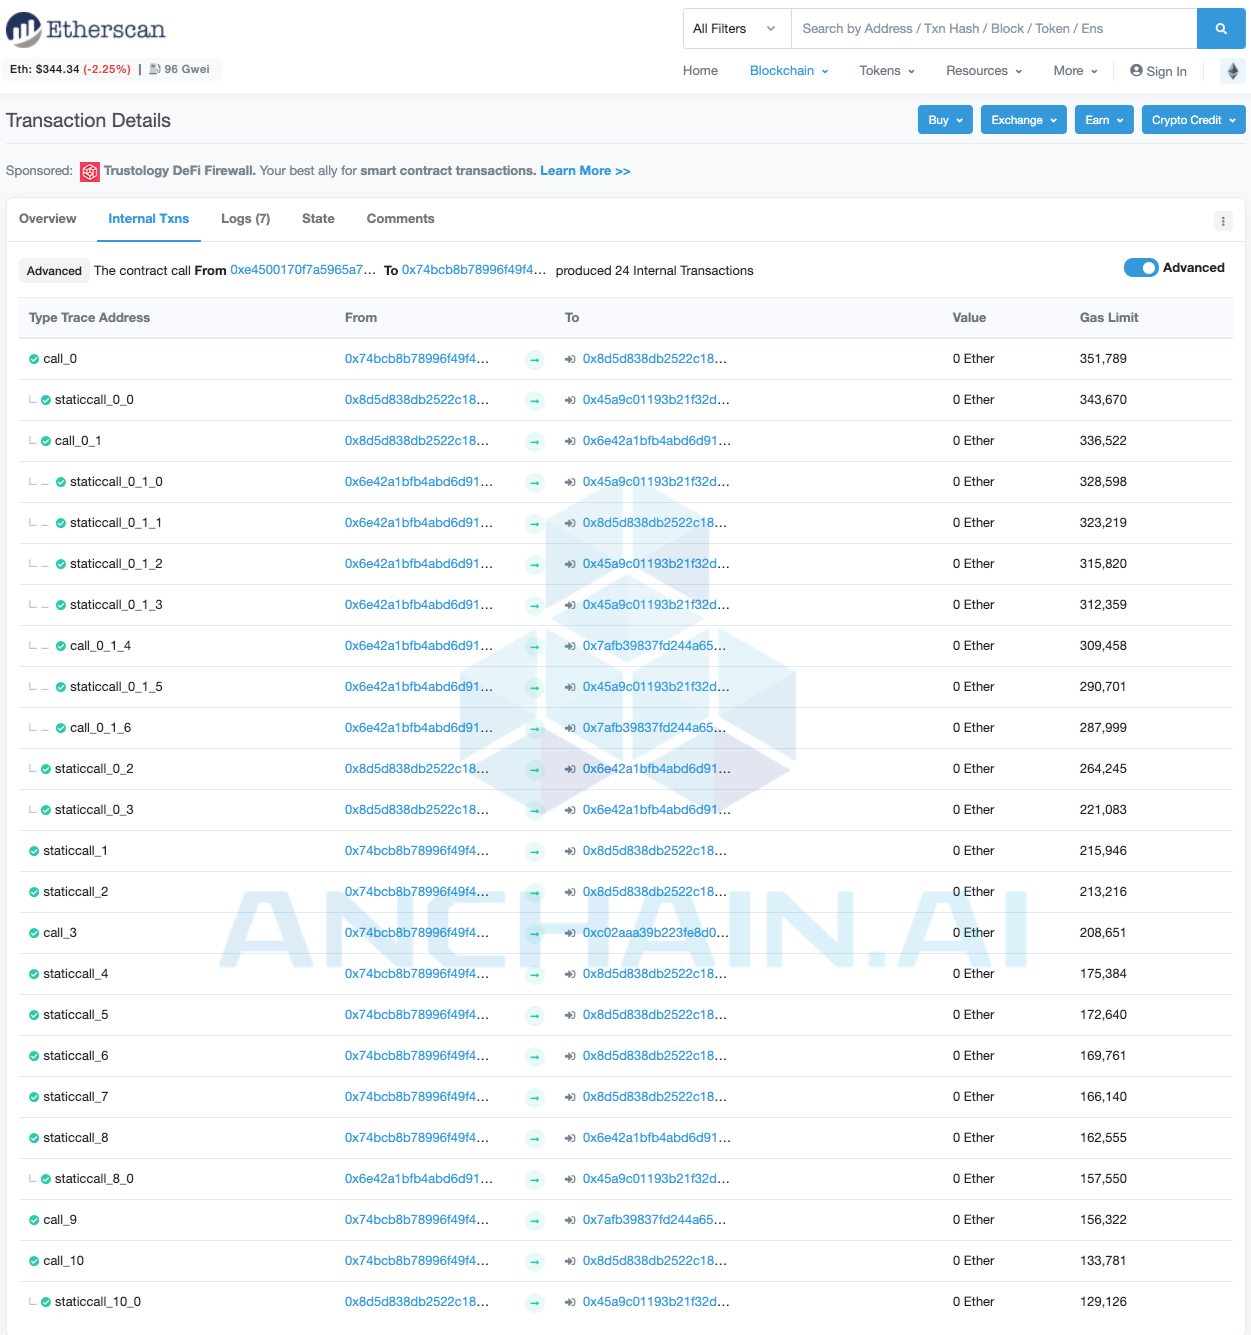 Etherscan
All Filters Search by Address / Txn Hash / Block / Token / Ens
Eth: $344.34 (-2.25%) | 96 Gwei
Home Blockchain Tokens Resources More Sign In
Transaction Details
Buy Exchange Earn Crypto Credit
Sponsored: Trustology DeFi Firewall. Your best ally for smart contract transactions. Learn More >>
Overview Internal Txns Logs (7) State Comments
Advanced The contract call From 0xe4500170f7a5965a7... To 0x74bcb8b78996f49f4... produced 24 Internal Transactions Advanced
Type Trace Address From To Value Gas Limit
call_0 0x74bcb8b78996f49f4... 0x8d5d838db2522c18... 0 Ether 351,789
staticcall_0_0 0x8d5d838db2522c18... 0x45a9c01193b21f32d... 0 Ether 343,670
call_0_1 0x8d5d838db2522c18... 0x6e42a1bfb4abd6d91... 0 Ether 336,522
staticcall_0_1_0 0x6e42a1bfb4abd6d91... 0x45a9c01193b21f32d... 0 Ether 328,598
staticcall_0_1_1 0x6e42a1bfb4abd6d91... 0x8d5d838db2522c18... 0 Ether 323,219
staticcall_0_1_2 0x6e42a1bfb4abd6d91... 0x45a9c01193b21f32d... 0 Ether 315,820
staticcall_0_1_3 0x6e42a1bfb4abd6d91... 0x45a9c01193b21f32d... 0 Ether 312,359
call_0_1_4 0x6e42a1bfb4abd6d91... 0x7afb39837fd244a65... 0 Ether 309,458
staticcall_0_1_5 0x6e42a1bfb4abd6d91... 0x45a9c01193b21f32d... 0 Ether 290,701
call_0_1_6 0x6e42a1bfb4abd6d91... 0x7afb39837fd244a65... 0 Ether 287,999
staticcall_0_2 0x8d5d838db2522c18... 0x6e42a1bfb4abd6d91... 0 Ether 264,245
staticcall_0_3 0x8d5d838db2522c18... 0x6e42a1bfb4abd6d91... 0 Ether 221,083
staticcall_1 0x74bcb8b78996f49f4... 0x8d5d838db2522c18... 0 Ether 215,946
staticcall_2 0x74bcb8b78996f49f4... 0x8d5d838db2522c18... 0 Ether 213,216
ANCHAIN.AI
call_3 0x74bcb8b78996f49f4... 0xc02aaa39b223fe8d0... 0 Ether 208,651
staticcall_4 0x74bcb8b78996f49f4... 0x8d5d838db2522c18... 0 Ether 175,384
staticcall_5 0x74bcb8b78996f49f4... 0x8d5d838db2522c18... 0 Ether 172,640
staticcall_6 0x74bcb8b78996f49f4... 0x8d5d838db2522c18... 0 Ether 169,761
staticcall_7 0x74bcb8b78996f49f4... 0x8d5d838db2522c18... 0 Ether 166,140
staticcall_8 0x74bcb8b78996f49f4... 0x6e42a1bfb4abd6d91... 0 Ether 162,555
staticcall_8_0 0x6e42a1bfb4abd6d91... 0x45a9c01193b21f32d... 0 Ether 157,550
call_9 0x74bcb8b78996f49f4... 0x7afb39837fd244a65... 0 Ether 156,322
call_10 0x74bcb8b78996f49f4... 0x8d5d838db2522c18... 0 Ether 133,781
staticcall_10_0 0x8d5d838db2522c18... 0x45a9c01193b21f32d... 0 Ether 129,126